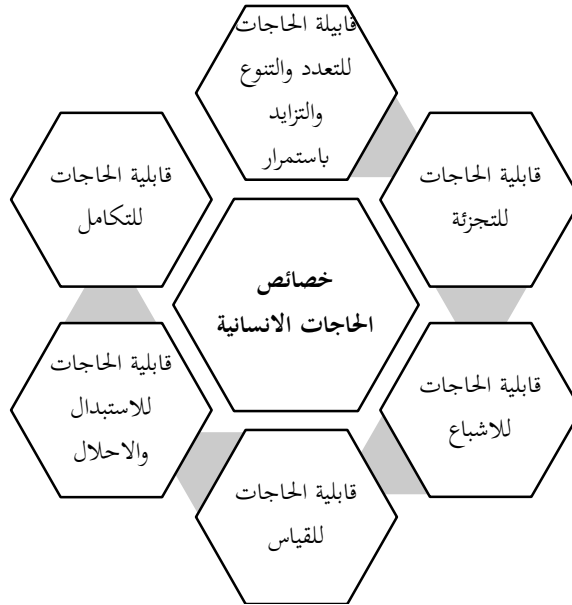 قابيلة الحاجات
للتعدد والتنوع
والتزايد
باستمرار
قابلية الحاجات
للتجزئة
قابلية الحاجات
للاشباع
قابلية الحاجات
للقياس
قابلية الحاجات
للاستبدال
والاحلال
قابلية الحاجات
للتكامل
خصائص
الحاجات الانسانية